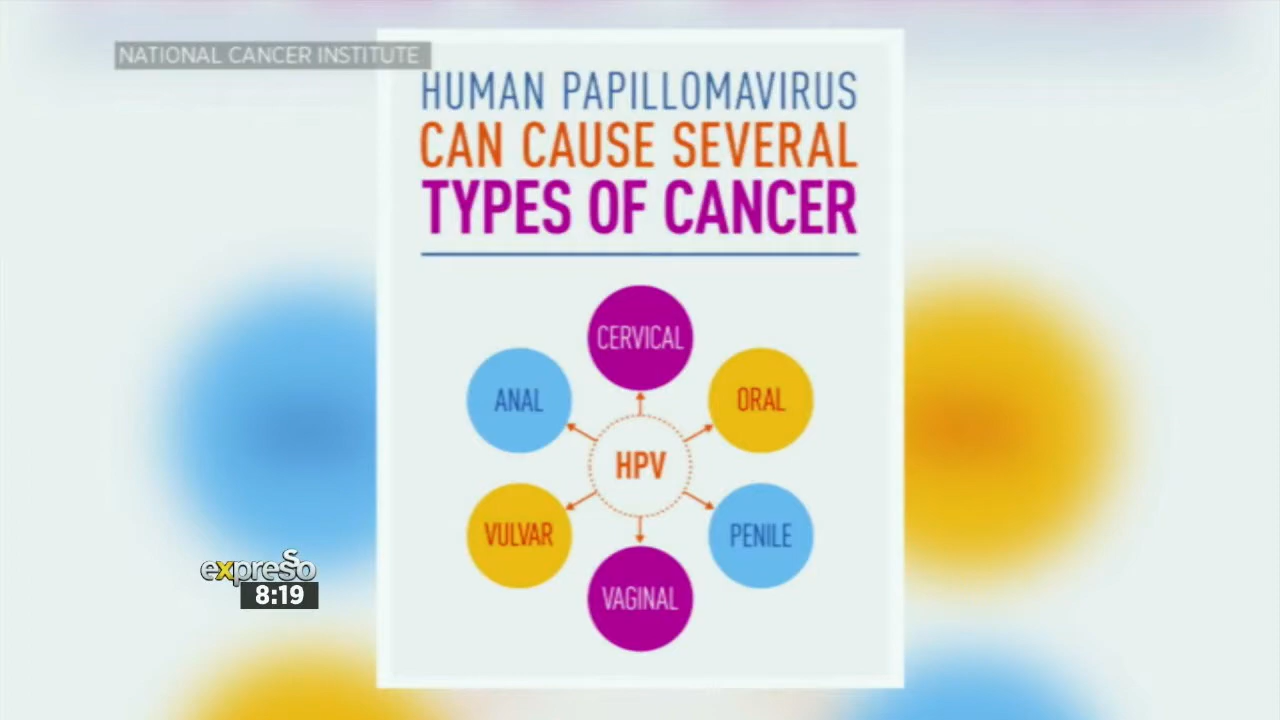 NATIONAL CANCER INSTITUTE
HUMAN PAPILLOMAVIRUS
CAN CAUSE SEVERAL
TYPES OF CANCER
CERVICAL
ANAL
ORAL
HPV
VULVAR
PENILE
VAGINAL
expresso
8:19